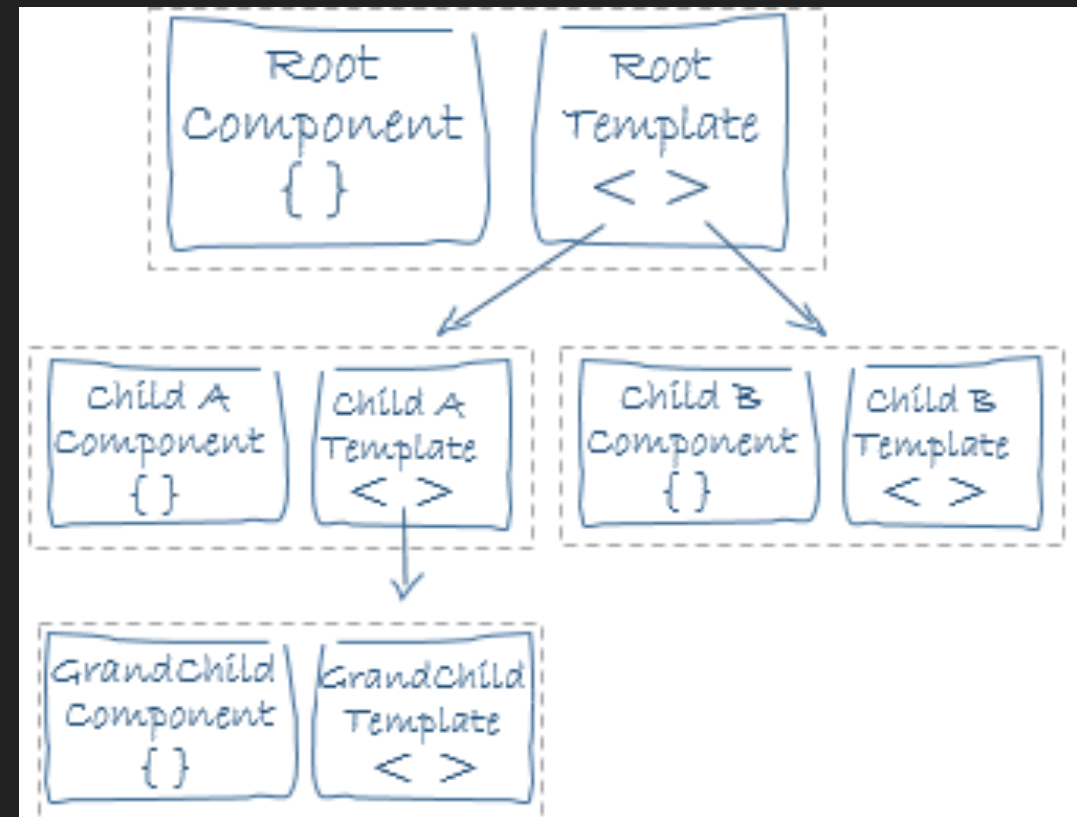 Root
Component
{ }
Root
Template
< >
Child A
Component
{ }
Child A
Template
< >
Child B
Component
{ }
Child B
Template
< >
GrandChild
Component
{ }
GrandChild
Template
< >